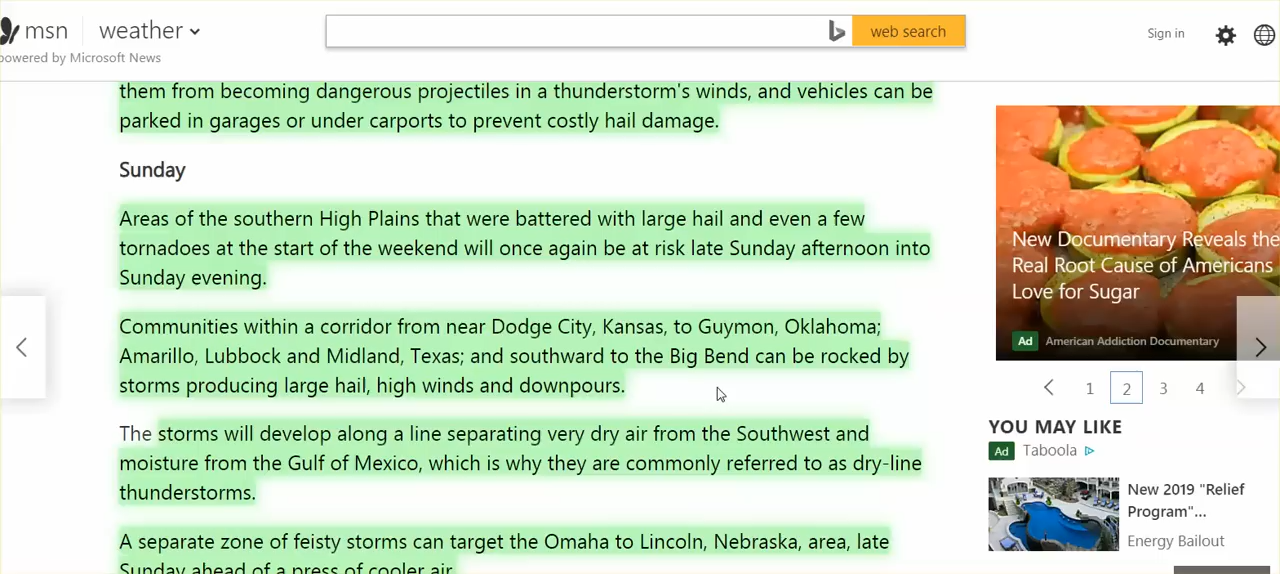 msn
weather
web search
Sign in
powered by Microsoft News
them from becoming dangerous projectiles in a thunderstorm's winds, and vehicles can be
parked in garages or under carports to prevent costly hail damage.
Sunday
Areas of the southern High Plains that were battered with large hail and even a few
tornadoes at the start of the weekend will once again be at risk late Sunday afternoon into
Sunday evening.
Communities within a corridor from near Dodge City, Kansas, to Guymon, Oklahoma;
Amarillo, Lubbock and Midland, Texas; and southward to the Big Bend can be rocked by
storms producing large hail, high winds and downpours.
The storms will develop along a line separating very dry air from the Southwest and
moisture from the Gulf of Mexico, which is why they are commonly referred to as dry-line
thunderstorms.
A separate zone of feisty storms can target the Omaha to Lincoln, Nebraska, area, late
Sunday ahead of a press of cooler air.
New Documentary Reveals the
Real Root Cause of Americans
Love for Sugar
Ad American Addiction Documentary
1 2 3 4
YOU MAY LIKE
Ad Taboola
New 2019 "Relief
Program"...
Energy Bailout